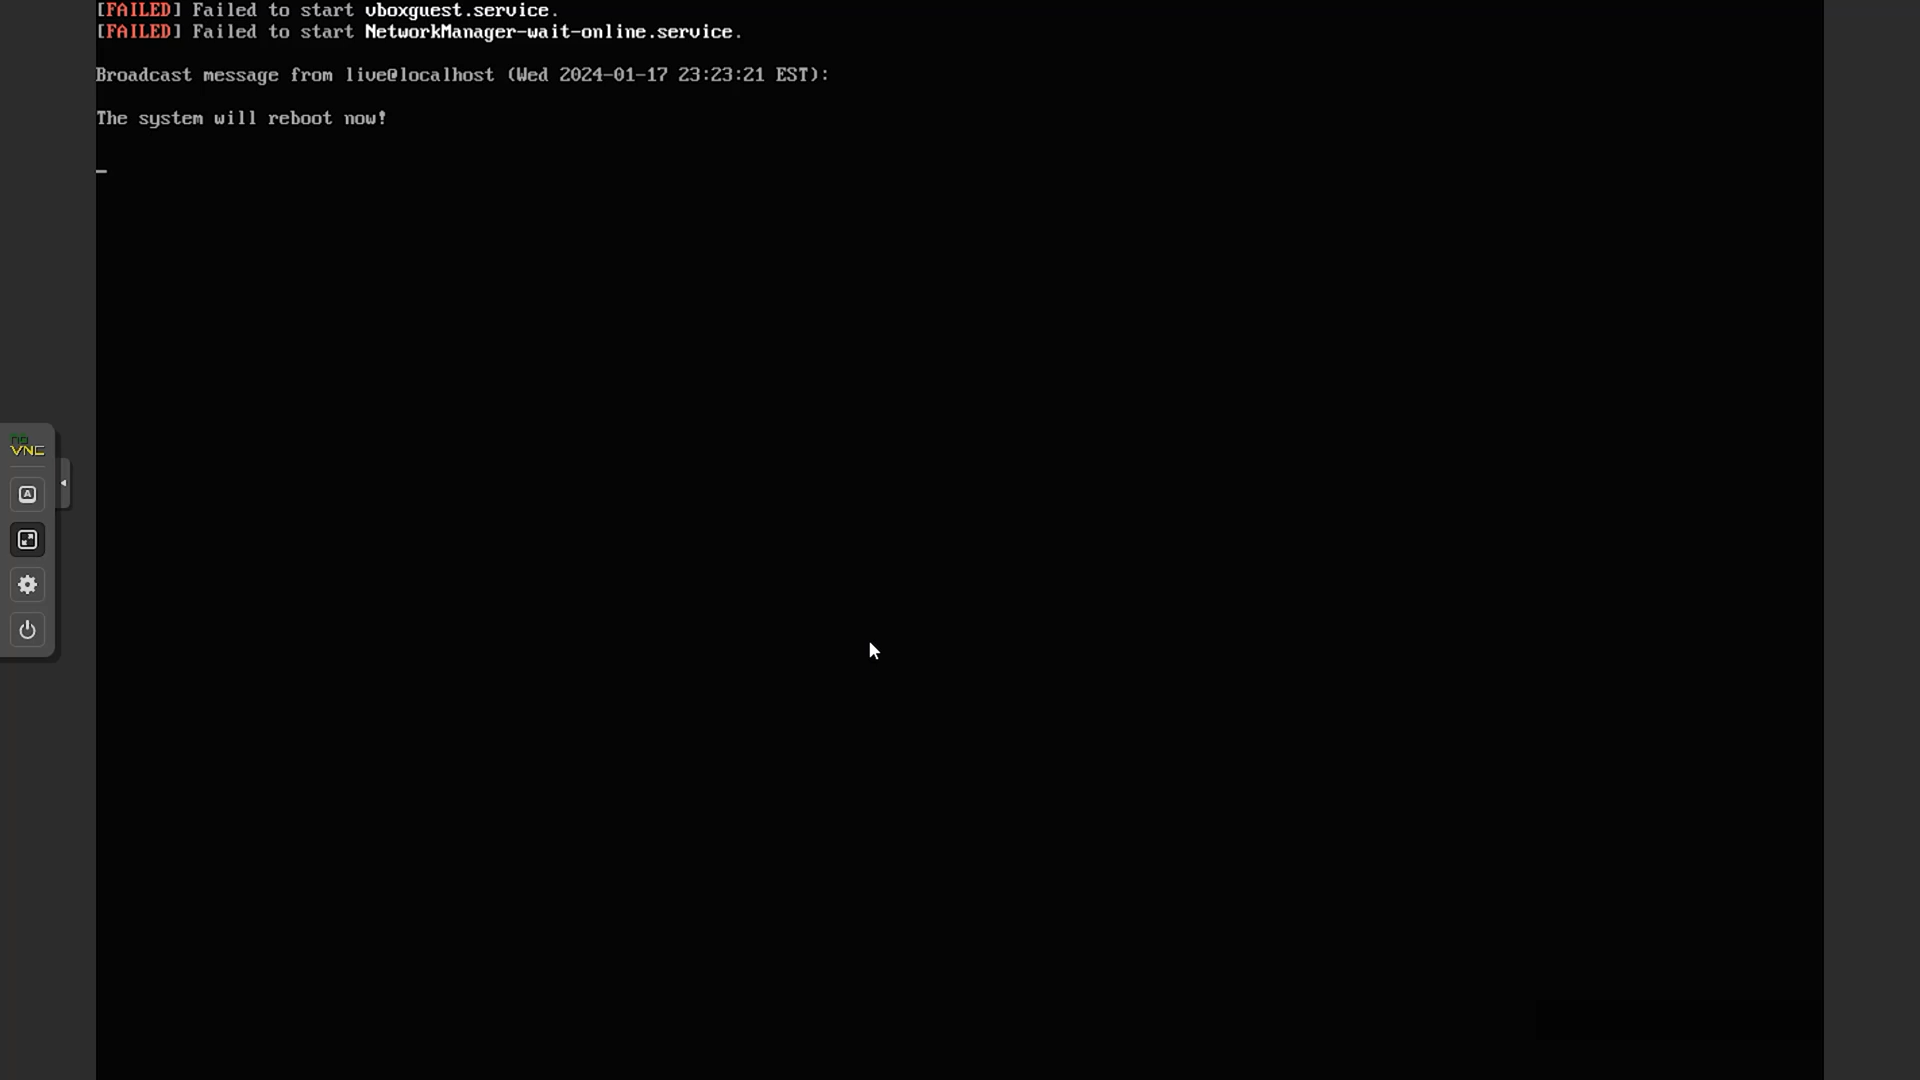 [FAILED] Failed to start vboxguest.service.
[FAILED] Failed to start NetworkManager-wait-online.service.
Broadcast message from live@localhost (Wed 2024-01-17 23:23:21 EST):
The system will reboot now!
no
VNC
A